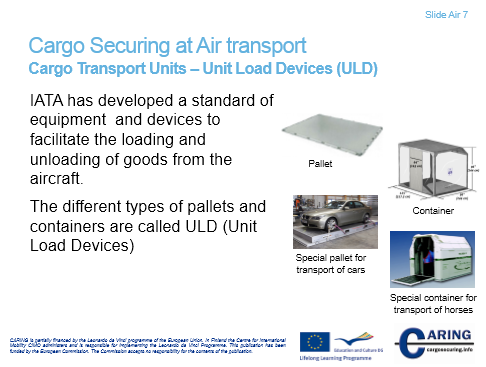 Slide Air 7
Cargo Securing at Air transport
Cargo Transport Units – Unit Load Devices (ULD)
IATA has developed a standard of
equipment and devices to
facilitate the loading and
unloading of goods from the
aircraft.
The different types of pallets and
containers are called ULD (Unit
Load Devices)
Pallet
Container
Special pallet for
transport of cars
Special container for
transport of horses
CARING is partially financed by the Leonardo da Vinci programme of the European Union. In Finland the Centre for International
Mobility CIMO administers and is responsible for implementing the Leonardo da Vinci Programme. This publication has been
funded by the European Commission. The Commission accepts no responsibility for the contents of the publication.
Education and Culture DG
Lifelong Learning Programme
CARING
cargosecuring.info